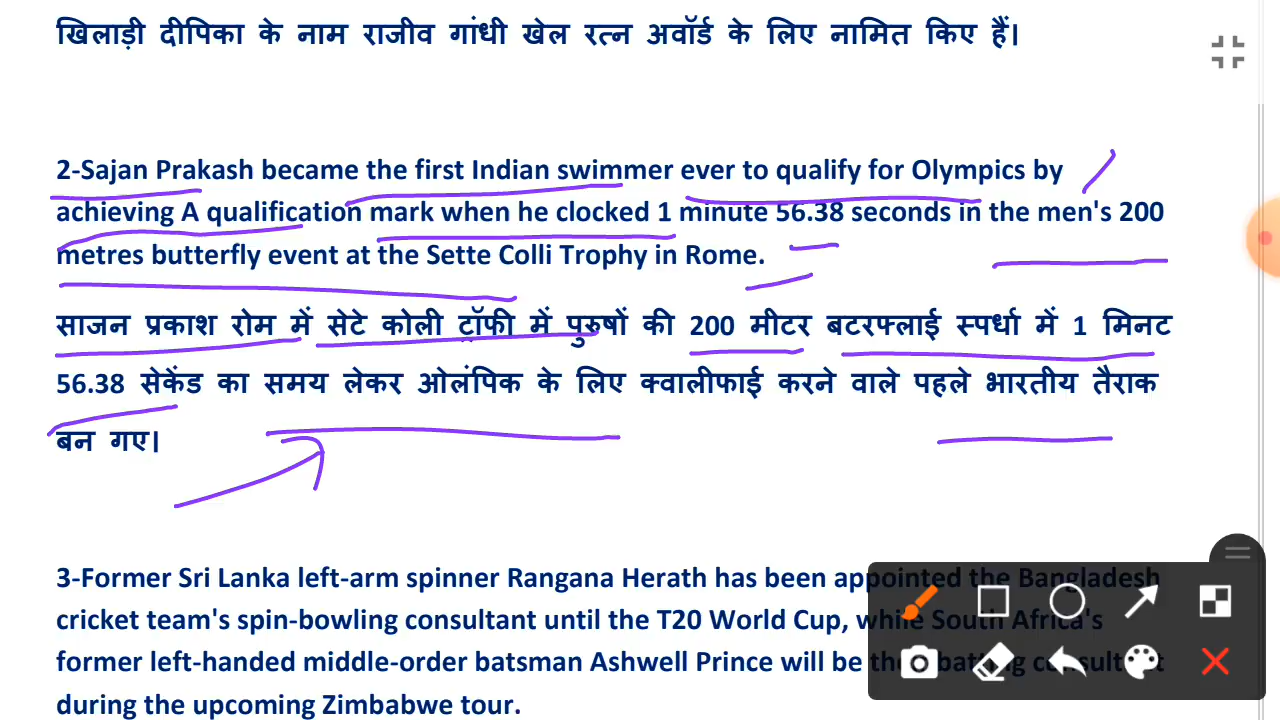 खिलाड़ी दीपिका के नाम राजीव गांधी खेल रत्न अवॉर्ड के लिए नामित किए हैं।
2-Sajan Prakash became the first Indian swimmer ever to qualify for Olympics by
achieving A qualification mark when he clocked 1 minute 56.38 seconds in the men's 200
metres butterfly event at the Sette Colli Trophy in Rome.
साजन प्रकाश रोम में सेटे कोली ट्रॉफी में पुरुषों की 200 मीटर बटरफ्लाई स्पर्धा में 1 मिनट
56.38 सेकेंड का समय लेकर ओलंपिक के लिए क्वालीफाई करने वाले पहले भारतीय तैराक
बन गए।
3-Former Sri Lanka left-arm spinner Rangana Herath has been appointed the Bangladesh
cricket team's spin-bowling consultant until the T20 World Cup, while South Africa's
former left-handed middle-order batsman Ashwell Prince will be batting consultant
during the upcoming Zimbabwe tour.